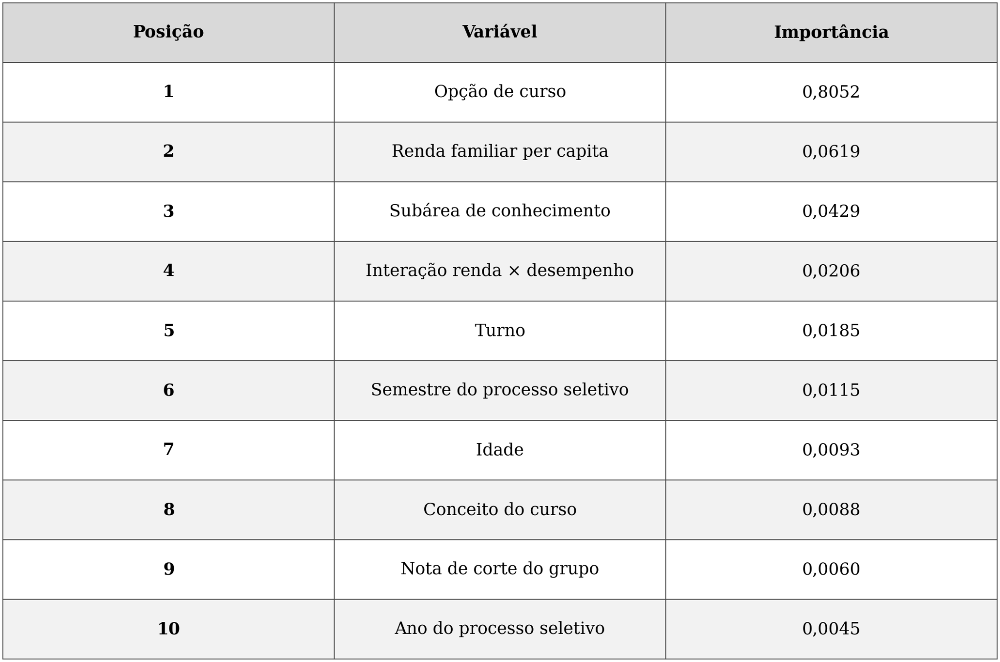 Posição Variável Importância
1 Opção de curso 0,8052
2 Renda familiar per capita 0,0619
3 Subárea de conhecimento 0,0429
4 Interação renda × desempenho 0,0206
5 Turno 0,0185
6 Semestre do processo seletivo 0,0115
7 Idade 0,0093
8 Conceito do curso 0,0088
9 Nota de corte do grupo 0,0060
10 Ano do processo seletivo 0,0045